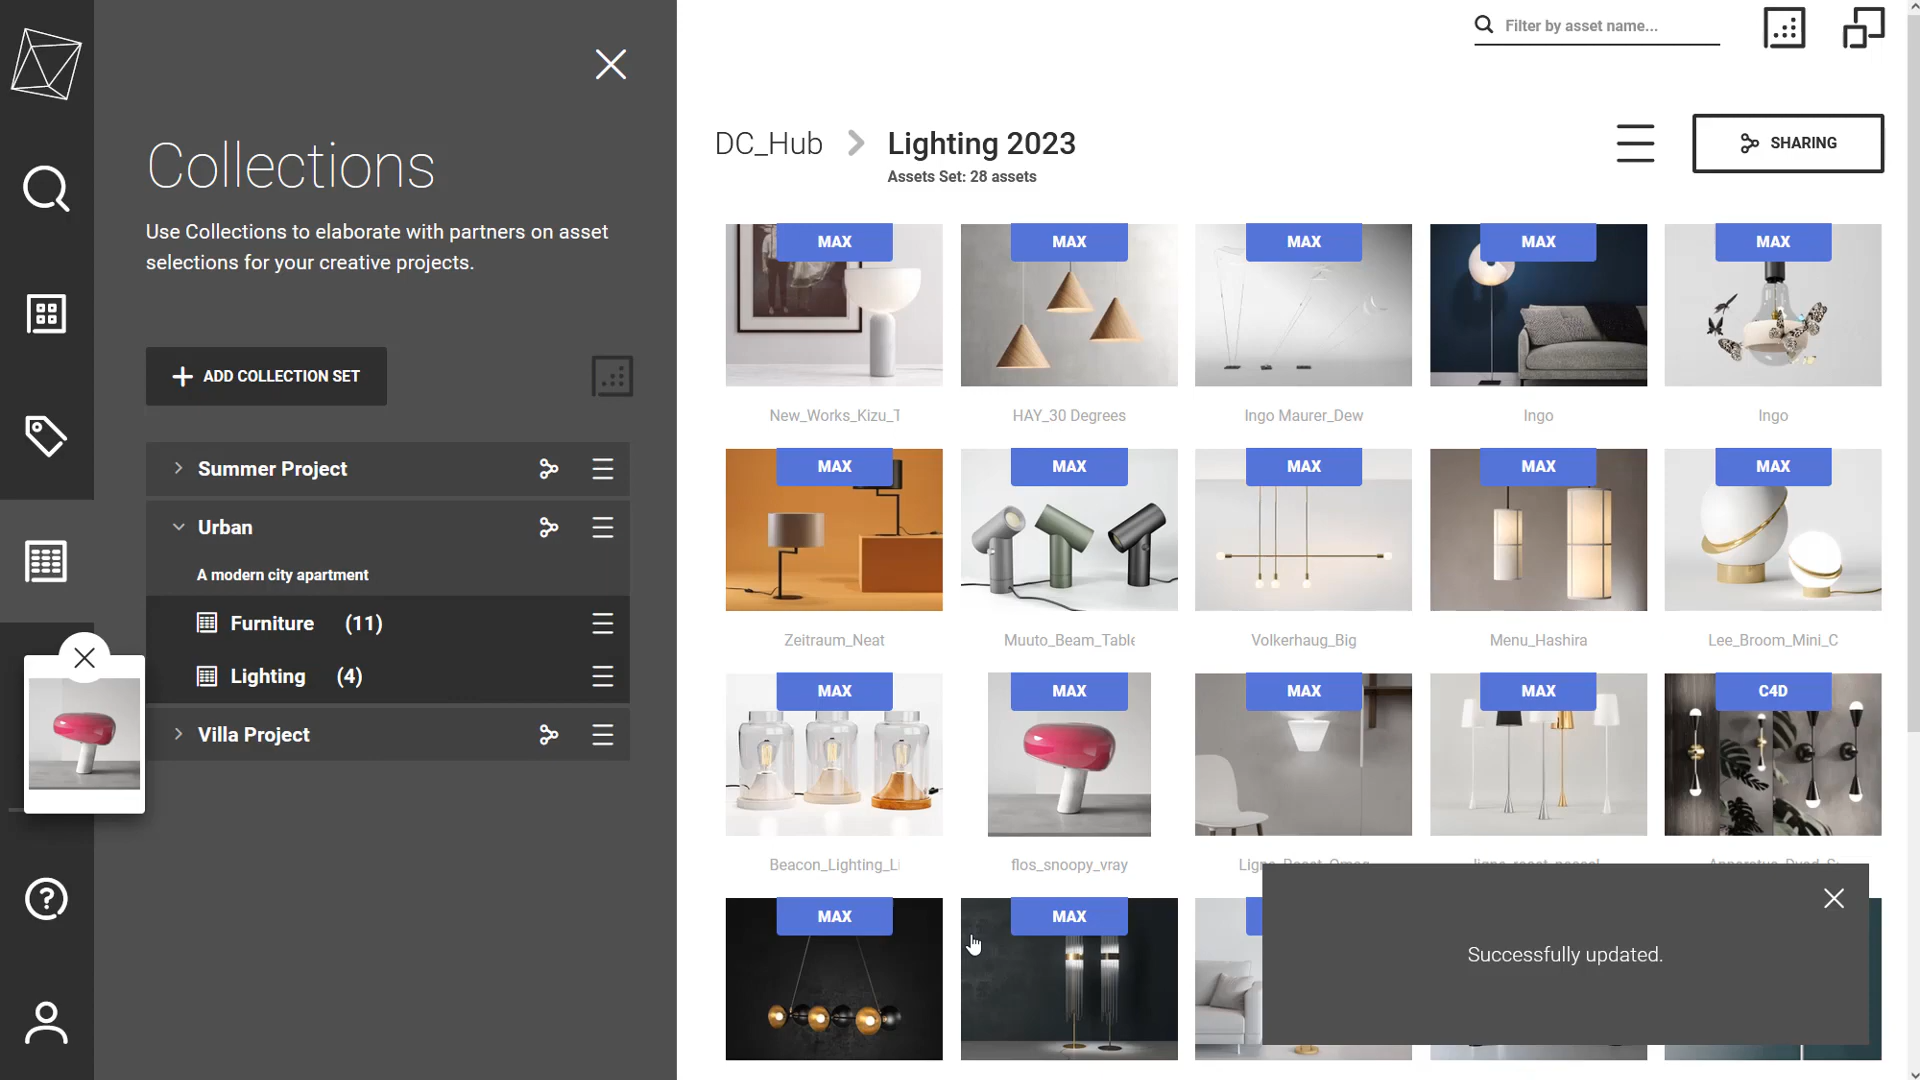 Filter by asset name...
Collections
Use Collections to elaborate with partners on asset
selections for your creative projects.
ADD COLLECTION SET
Summer Project
Urban
A modern city apartment
Furniture (11)
Lighting (4)
Villa Project
DC_Hub Lighting 2023
Assets Set: 28 assets
SHARING
MAX MAX MAX MAX MAX
New_Works_Kizu_T HAY_30 Degrees Ingo Maurer_Dew Ingo Ingo
MAX MAX MAX MAX MAX
Zeitraum_Neat Muuto_Beam_Table Volkerhaug_Big Menu_Hashira Lee_Broom_Mini_C
MAX MAX MAX MAX C4D
Beacon_Lighting_Li flos_snoopy_vray
MAX MAX
Successfully updated.